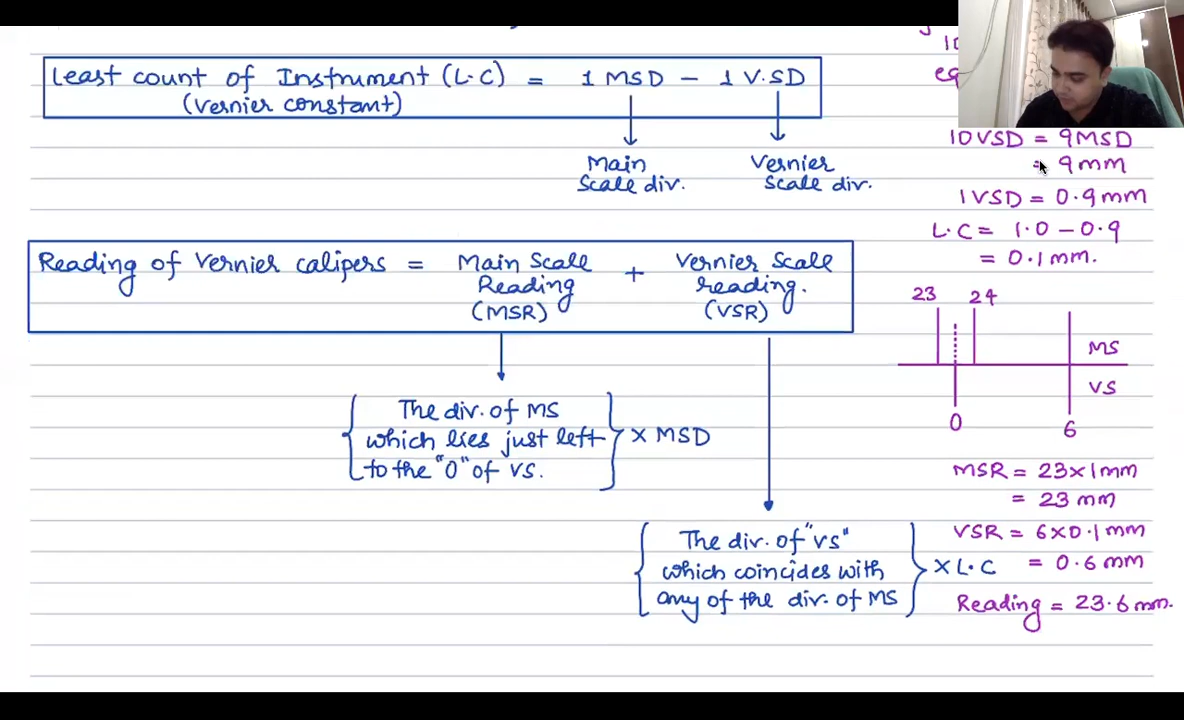 Least count of Instrument (L.C) = 1 MSD - 1 V.SD
(Vernier constant)
Main Scale div.
Vernier Scale div.
Reading of Vernier calipers = Main Scale Reading (MSR) + Vernier Scale reading. (VSR)
The div. of MS
which lies just left
to the "0" of VS.
× MSD
The div. of "VS"
which coincides with
any of the div. of MS
× L.C
10VSD = 9MSD
= 9mm
1VSD = 0.9mm
L.C = 1.0 - 0.9
= 0.1mm.
23 24
MS
VS
0 6
MSR = 23×1mm
= 23 mm
VSR = 6×0.1mm
= 0.6 mm
Reading = 23.6mm.